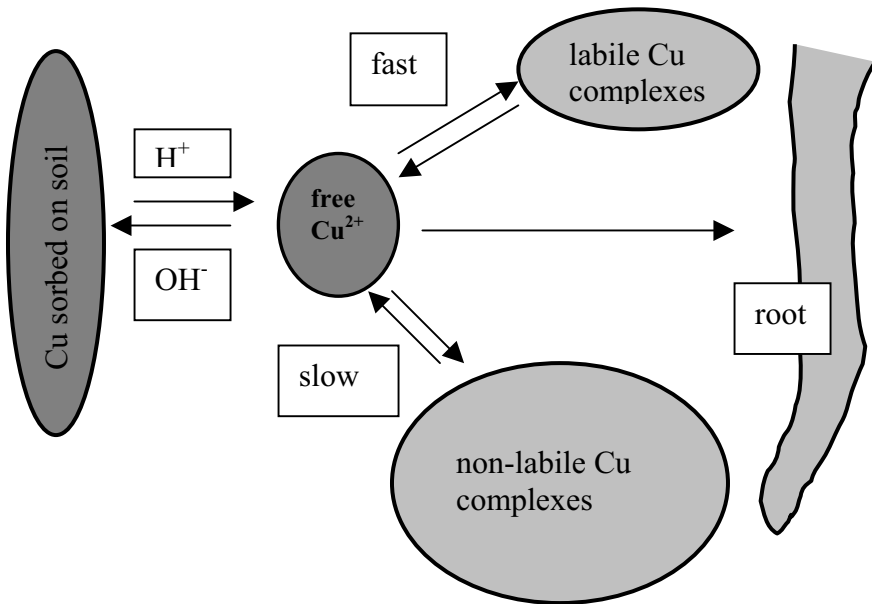 Cu sorbed on soil
H⁺
OH⁻
fast
labile Cu
complexes
free
Cu²⁺
slow
non-labile Cu
complexes
root